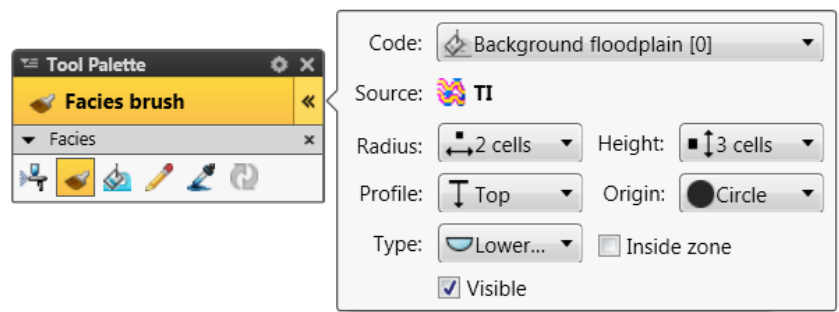 Tool Palette
Facies brush
«
Facies
Code: Background floodplain [0]
Source: TI
Radius: 2 cells Height: 3 cells
Profile: Top Origin: Circle
Type: Lower... Inside zone
Visible